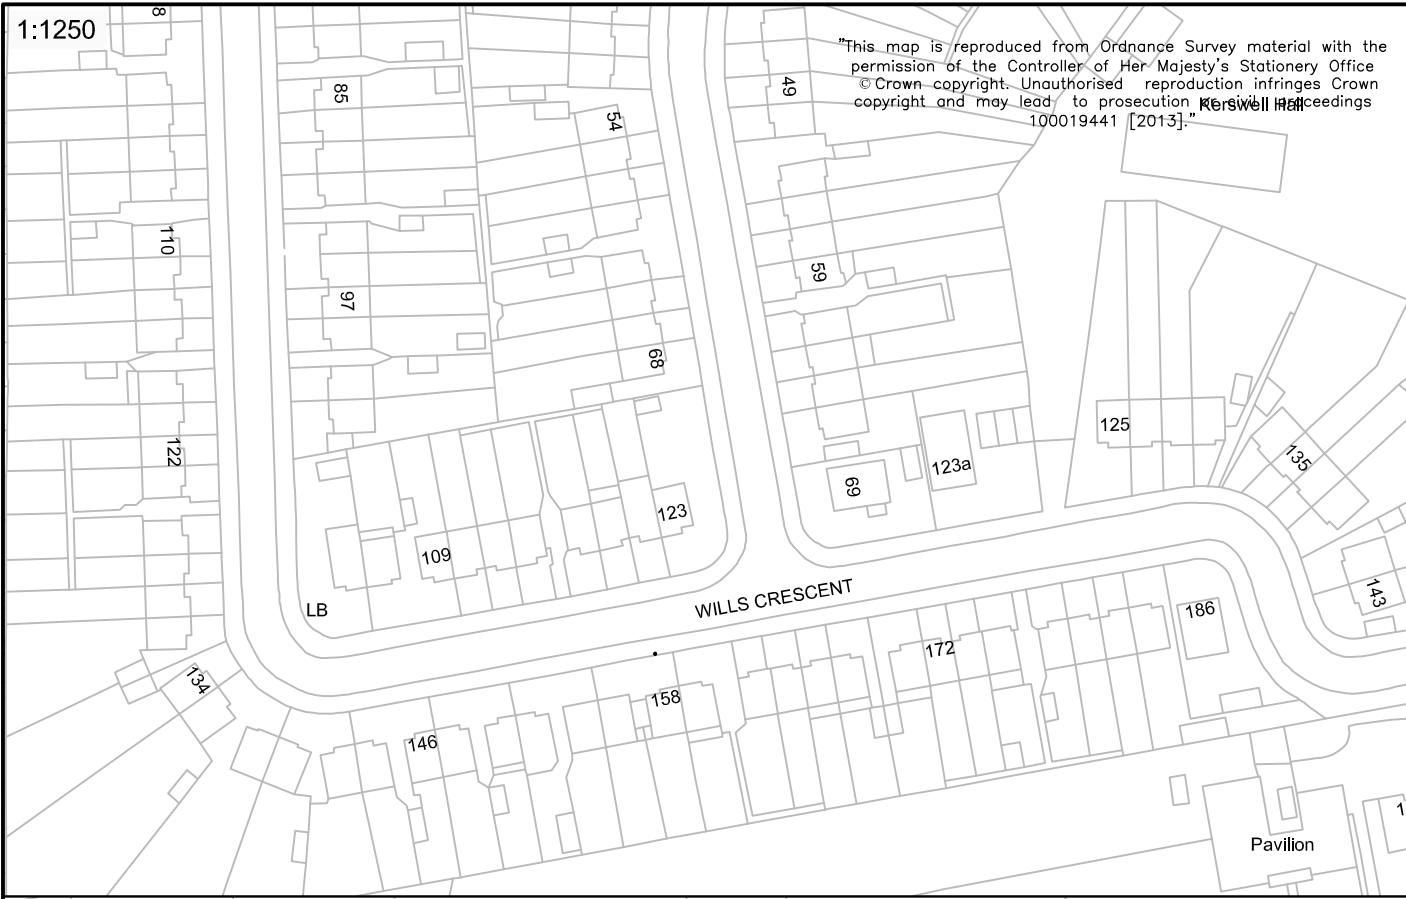 1:1250
8
"This map is reproduced from Ordnance Survey material with the
permission of the Controller of Her Majesty's Stationery Office
© Crown copyright. Unauthorised reproduction infringes Crown
copyright and may lead to prosecution or civil proceedings
Kerswell Hall
100019441 [2013]."
85
49
54
110
59
97
68
122
125
135
123a
69
123
109
143
LB
WILLS CRESCENT
186
172
134
158
146
1
Pavilion